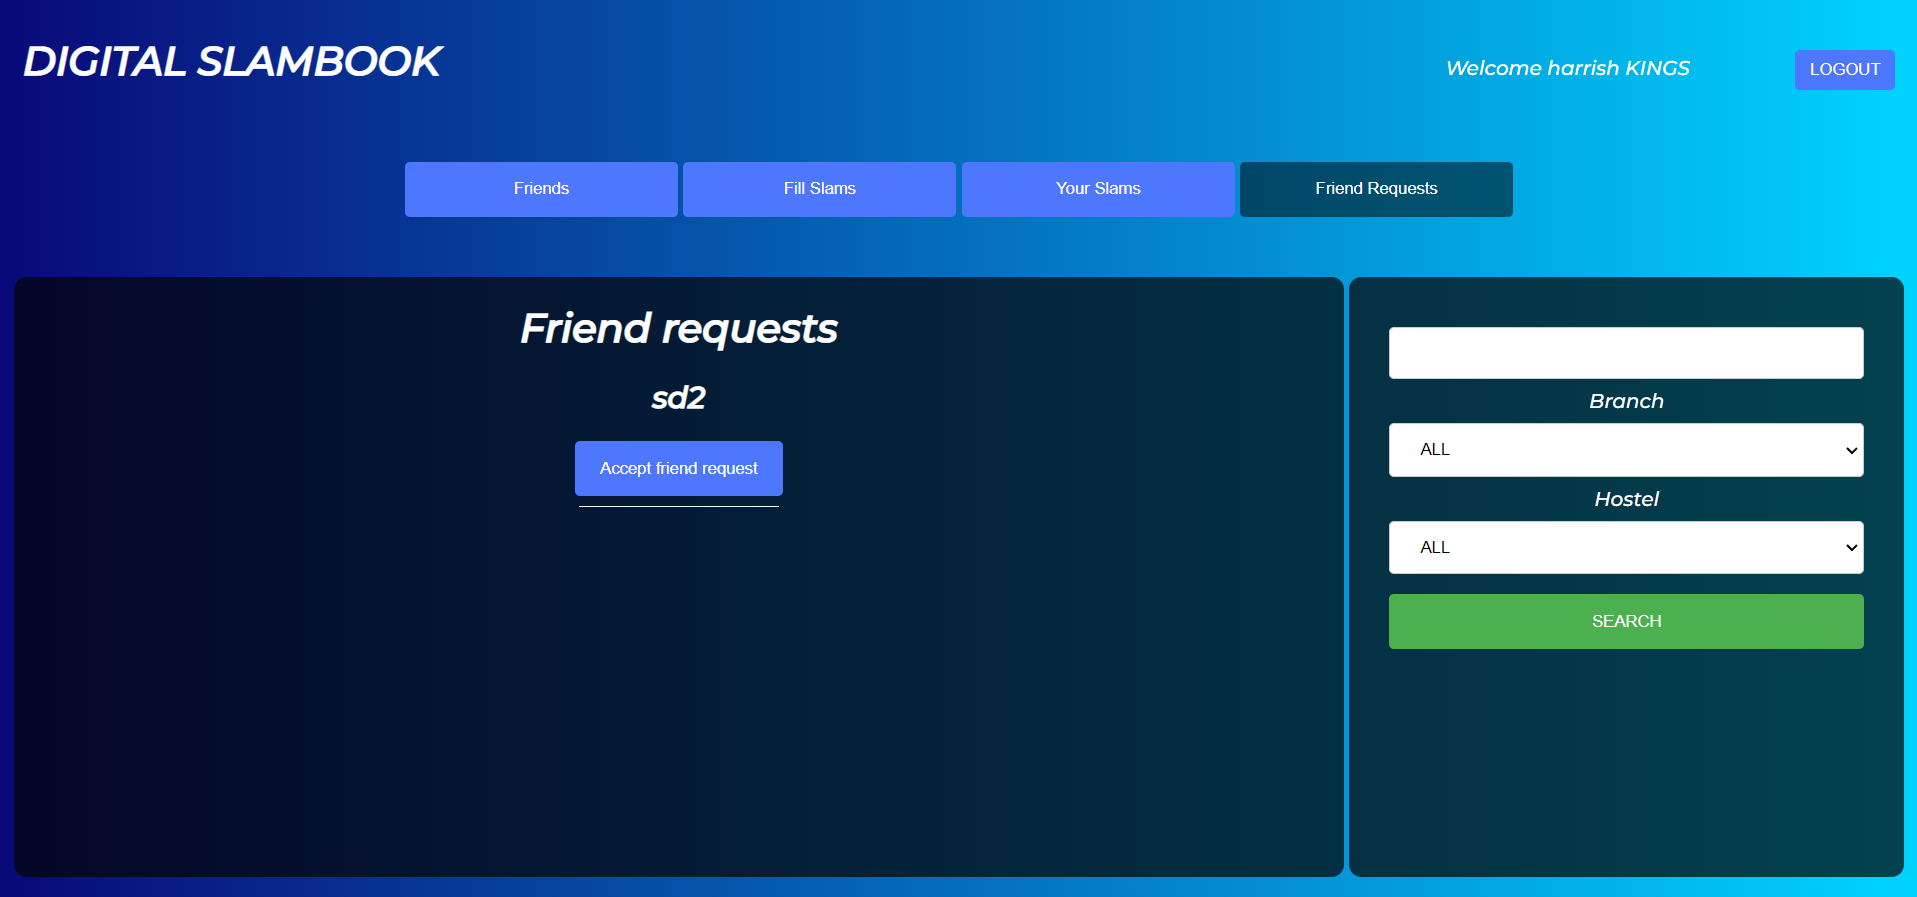 DIGITAL SLAMBOOK
Welcome harrish KINGS
LOGOUT
Friends
Fill Slams
Your Slams
Friend Requests
Friend requests
sd2
Accept friend request
Branch
ALL
Hostel
ALL
SEARCH